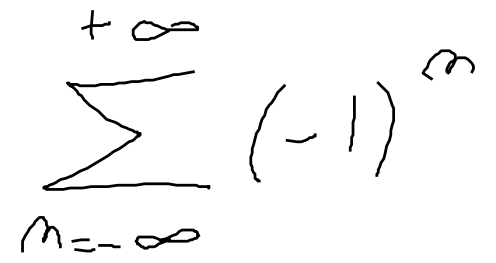 +∞
∑ (-1)^n
n=-∞